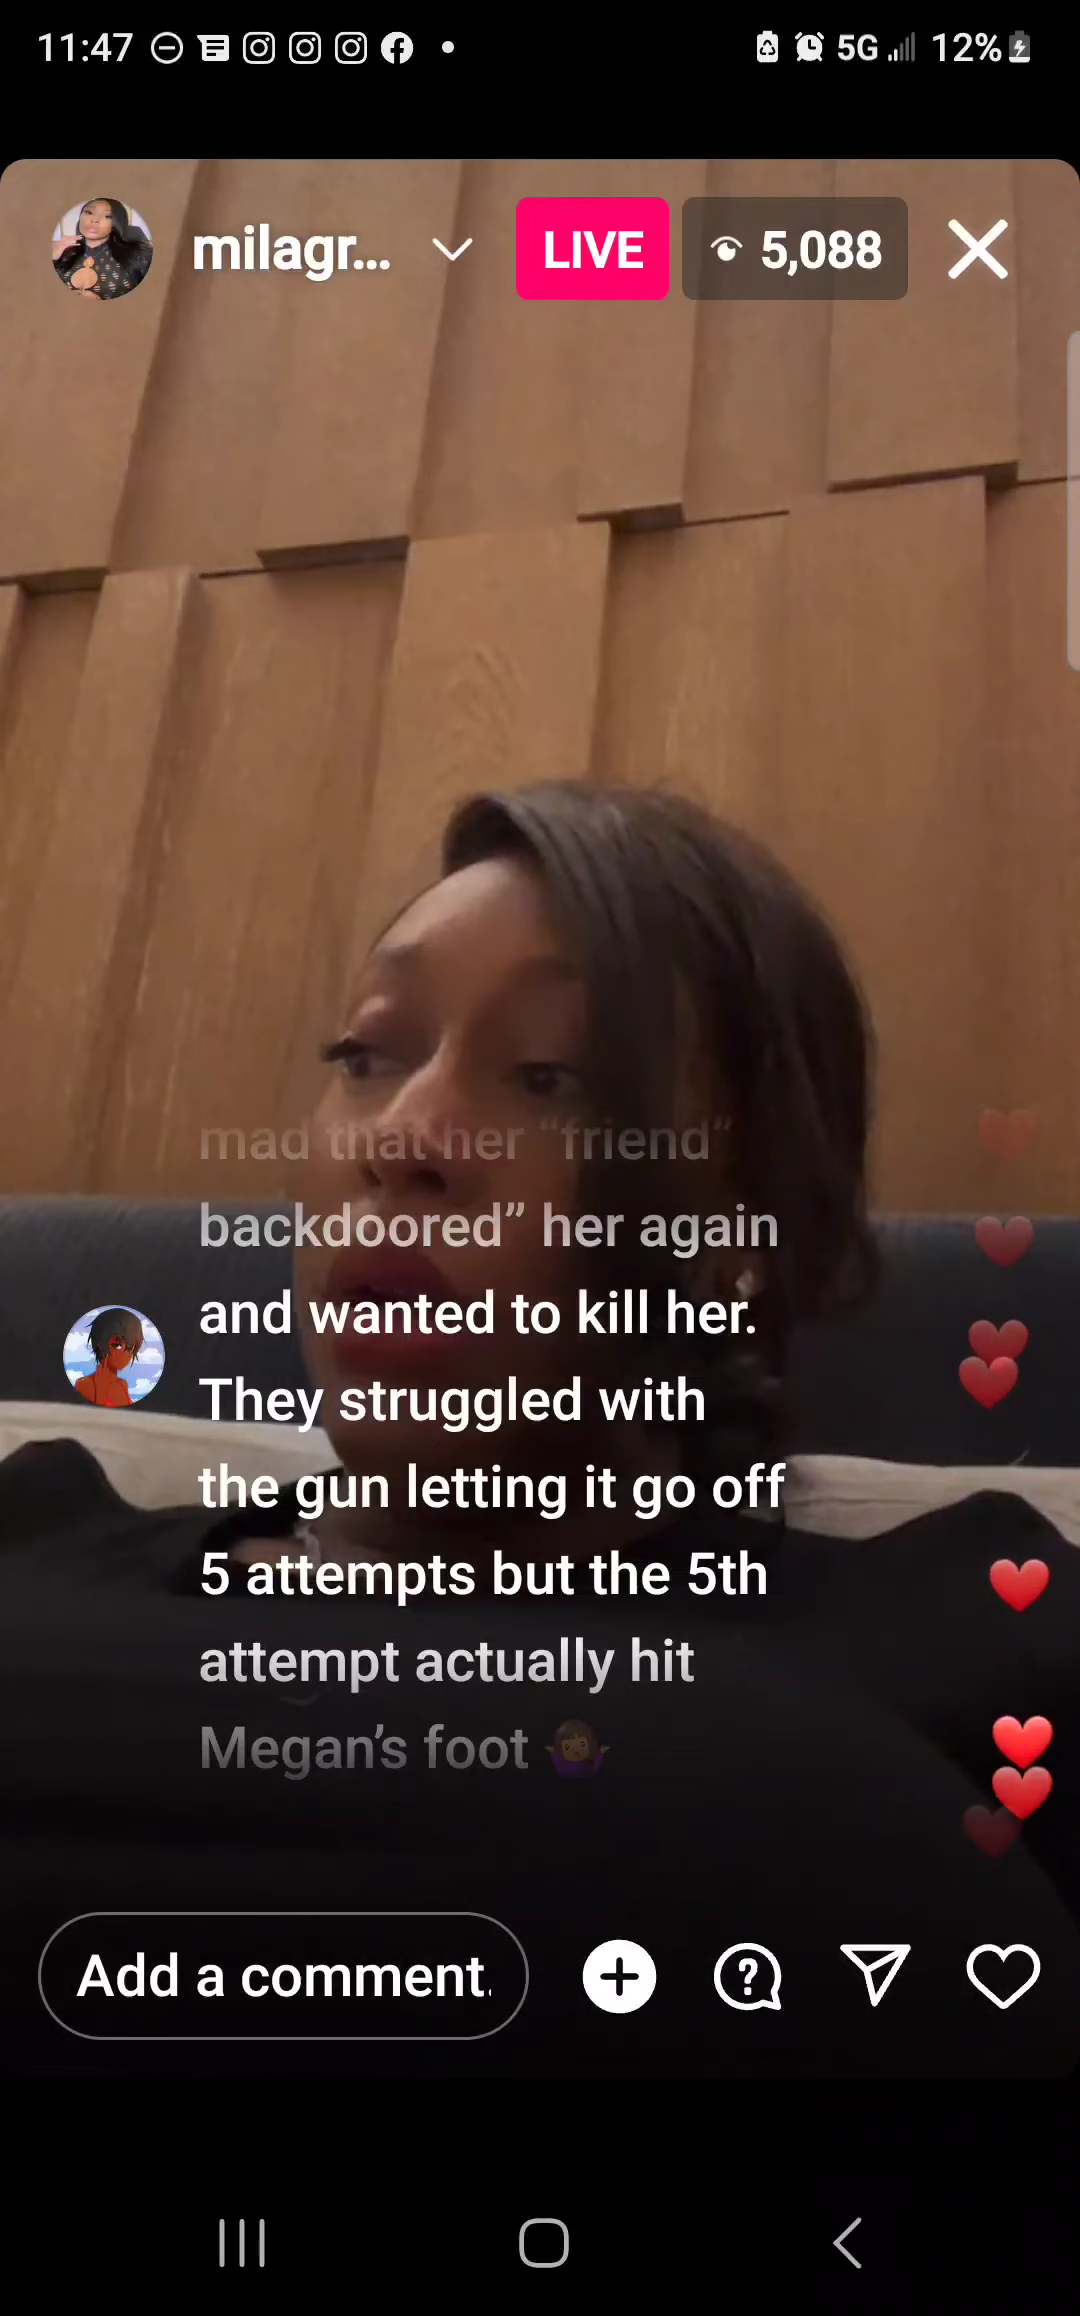 11:47
5G
12%
milagr...
LIVE
5,088
mad that her “friend”
backdoored” her again
and wanted to kill her.
They struggled with
the gun letting it go off
5 attempts but the 5th
attempt actually hit
Megan’s foot 🤷🏾‍♀️
Add a comment.